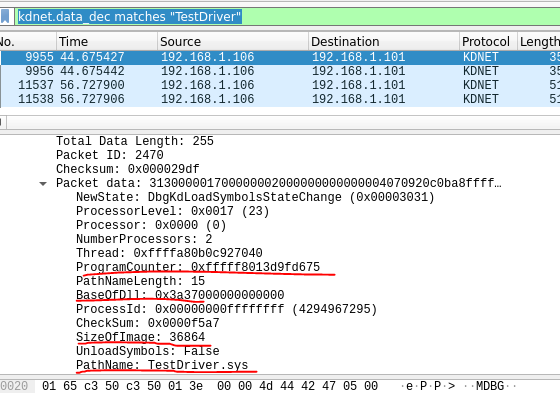 kdnet.data_dec matches "TestDriver"
No. Time Source Destination Protocol Length
9955 44.675427 192.168.1.106 192.168.1.101 KDNET 35
9956 44.675442 192.168.1.106 192.168.1.101 KDNET 35
11537 56.727900 192.168.1.106 192.168.1.101 KDNET 51
11538 56.727906 192.168.1.106 192.168.1.101 KDNET 51
Total Data Length: 255
Packet ID: 2470
Checksum: 0x000029df
Packet data: 3130000017000000020000000000000004070920c0ba8ffff…
NewState: DbgKdLoadSymbolsStateChange (0x00003031)
ProcessorLevel: 0x0017 (23)
Processor: 0x0000 (0)
NumberProcessors: 2
Thread: 0xffffa80b0c927040
ProgramCounter: 0xfffff8013d9fd675
PathNameLength: 15
BaseOfDll: 0x3a37000000000000
ProcessId: 0x00000000ffffffff (4294967295)
CheckSum: 0x0000f5a7
SizeOfImage: 36864
UnloadSymbols: False
PathName: TestDriver.sys
0020 01 65 c3 50 c3 50 01 3e 00 00 4d 44 42 47 05 00 ·e·P·P·> ··MDBG··